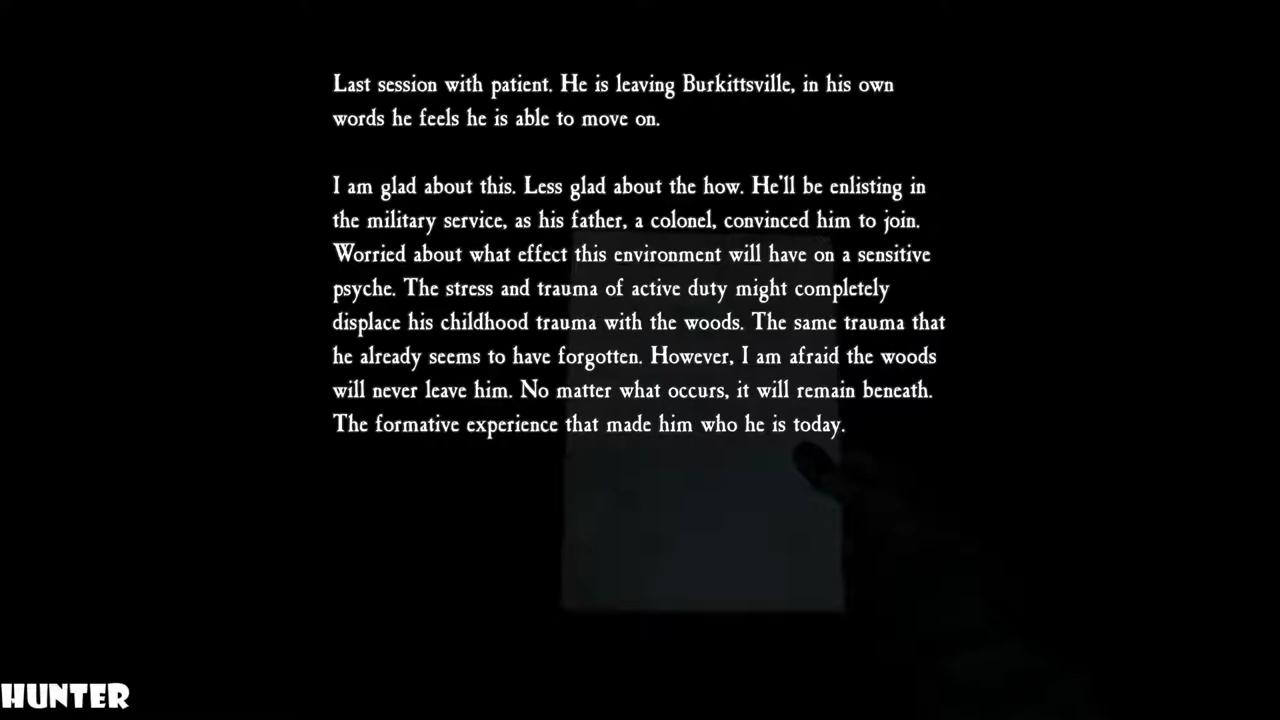 Last session with patient. He is leaving Burkittsville, in his own
words he feels he is able to move on.
I am glad about this. Less glad about the how. He'll be enlisting in
the military service, as his father, a colonel, convinced him to join.
Worried about what effect this environment will have on a sensitive
psyche. The stress and trauma of active duty might completely
displace his childhood trauma with the woods. The same trauma that
he already seems to have forgotten. However, I am afraid the woods
will never leave him. No matter what occurs, it will remain beneath.
The formative experience that made him who he is today.
HUNTER